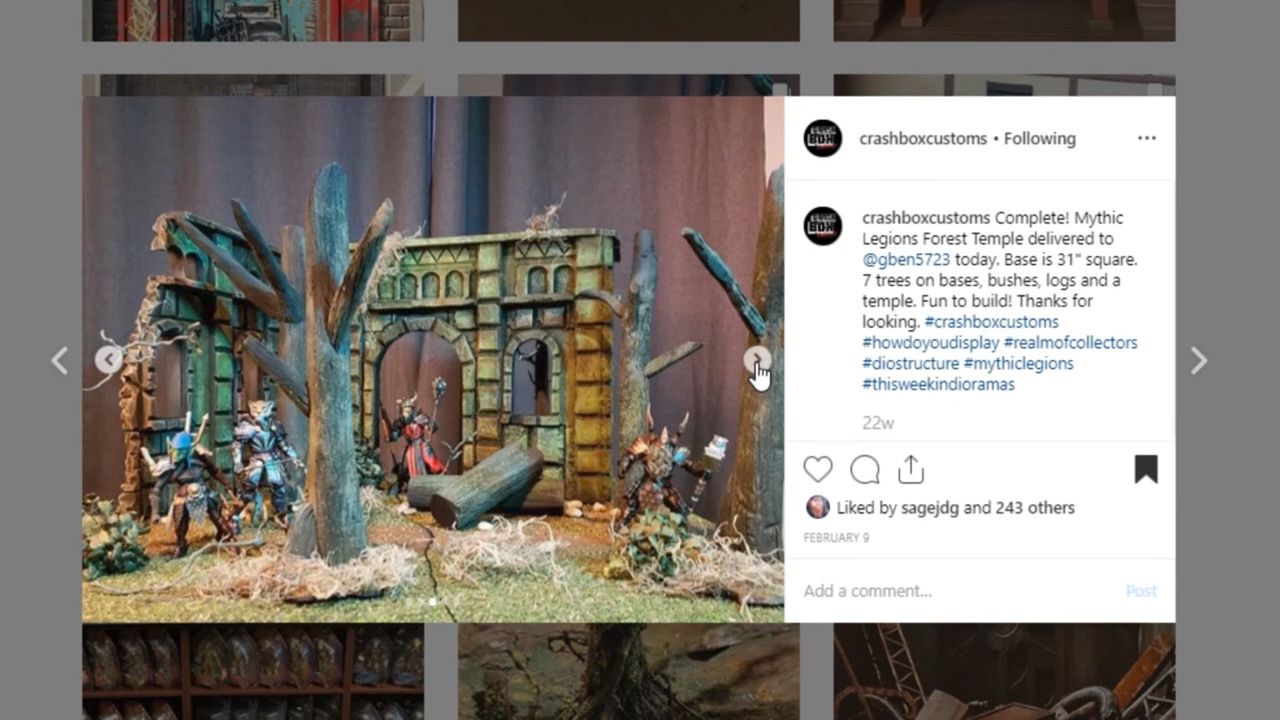 crashboxcustoms • Following
crashboxcustoms Complete! Mythic
Legions Forest Temple delivered to
@gben5723 today. Base is 31" square.
7 trees on bases, bushes, logs and a
temple. Fun to build! Thanks for
looking. #crashboxcustoms
#howdoyoudisplay #realmofcollectors
#diostructure #mythiclegions
#thisweekindioramas
22w
Liked by sagejdg and 243 others
FEBRUARY 9
Add a comment...
Post